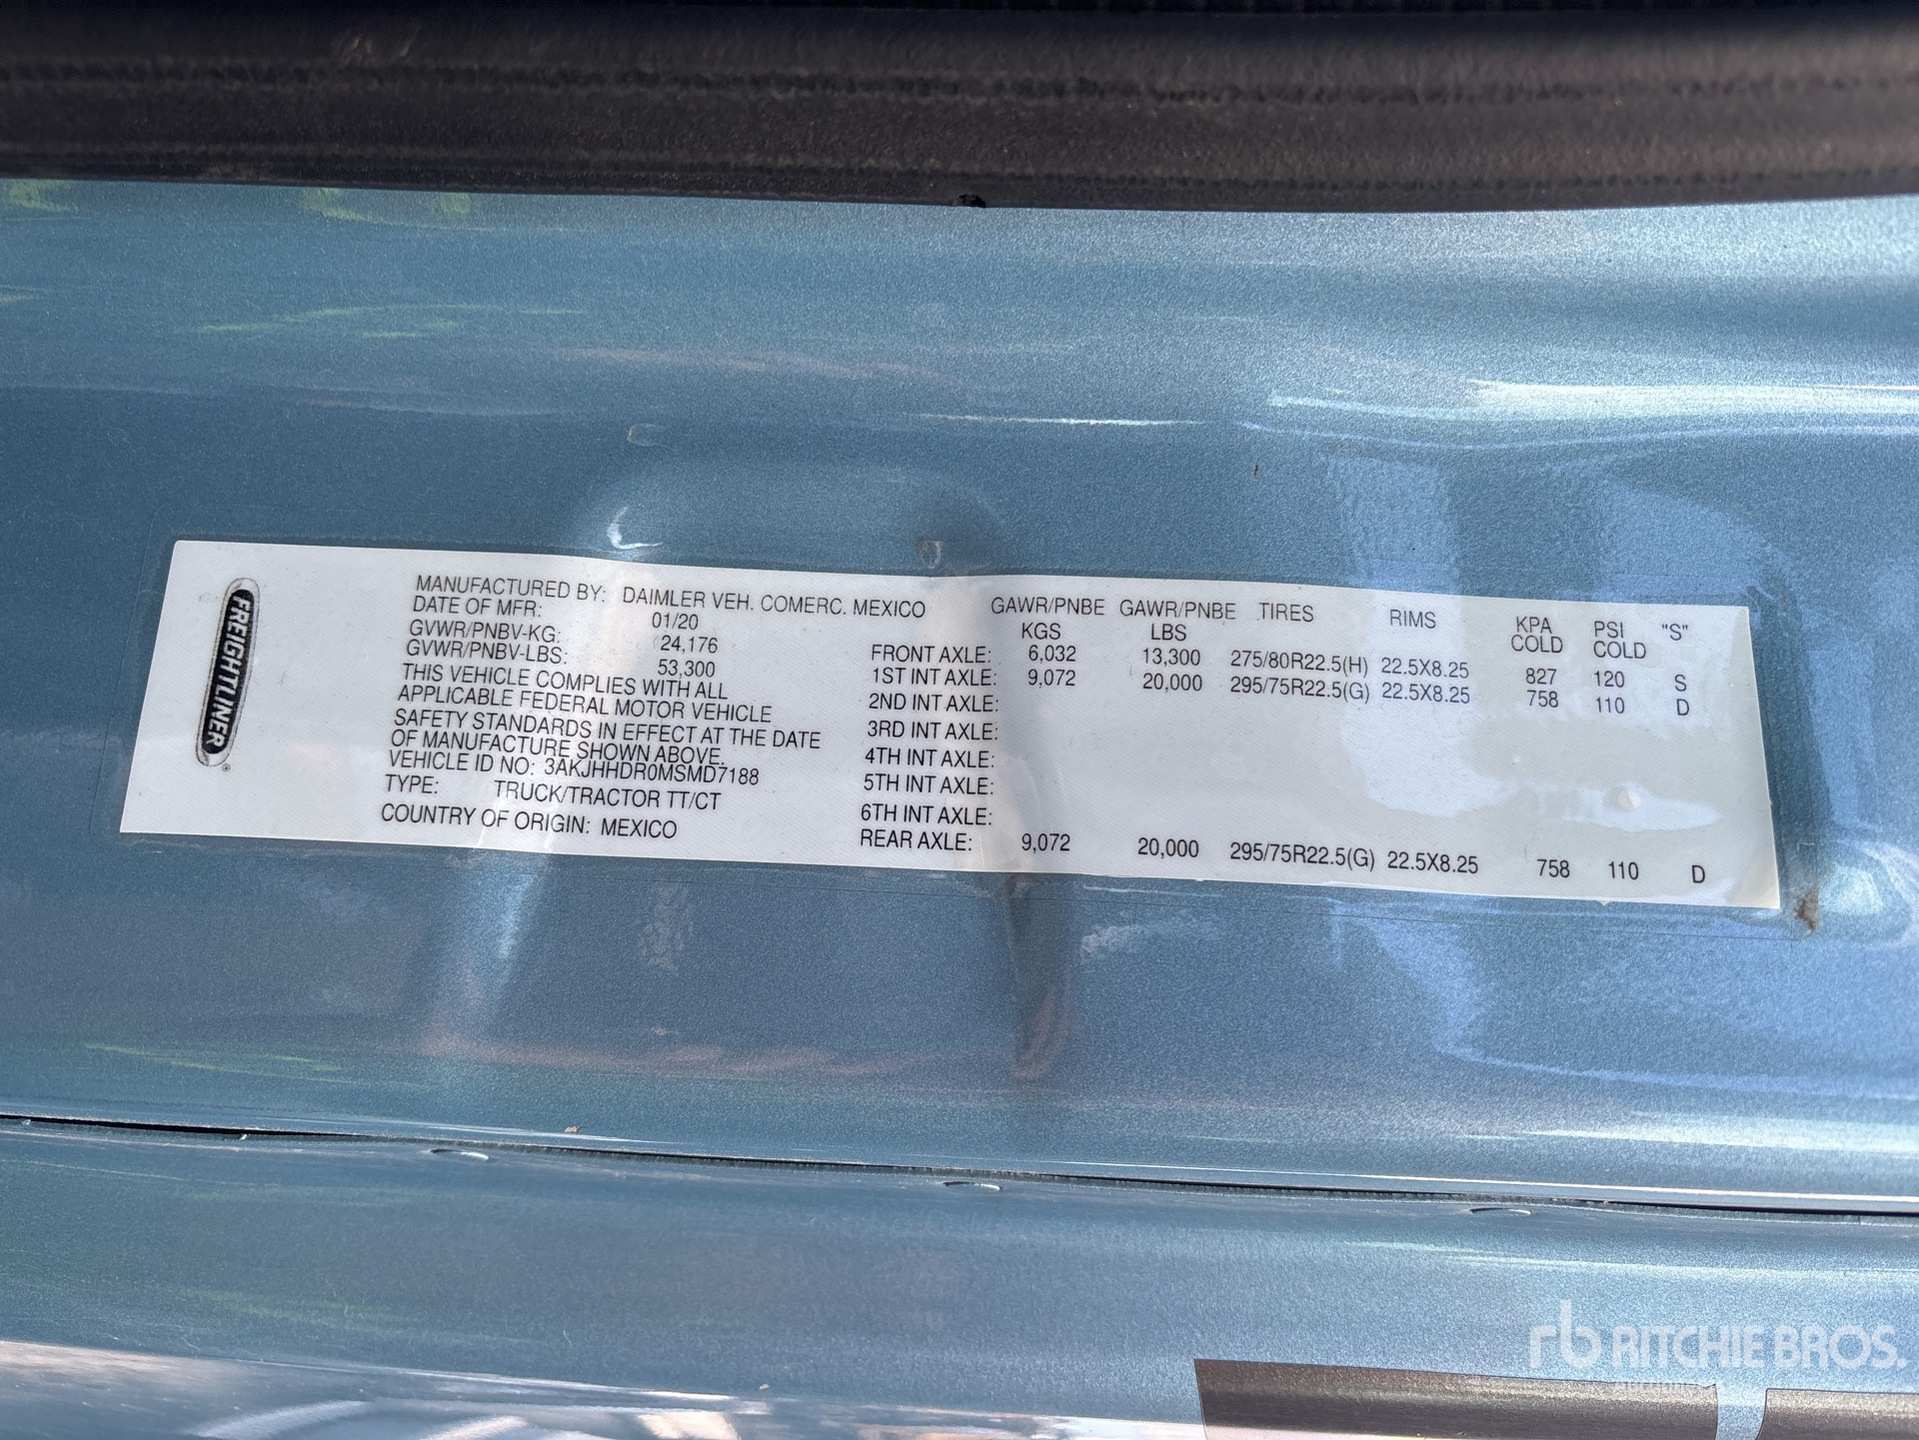 FREIGHTLINER
MANUFACTURED BY: DAIMLER VEH. COMERC. MEXICO
DATE OF MFR: 01/20
GVWR/PNBV-KG: 24,176
GVWR/PNBV-LBS: 53,300
THIS VEHICLE COMPLIES WITH ALL
APPLICABLE FEDERAL MOTOR VEHICLE
SAFETY STANDARDS IN EFFECT AT THE DATE
OF MANUFACTURE SHOWN ABOVE.
VEHICLE ID NO: 3AKJHHDR0MSMD7188
TYPE: TRUCK/TRACTOR TT/CT
COUNTRY OF ORIGIN: MEXICO
GAWR/PNBE GAWR/PNBE TIRES RIMS KPA PSI "S"
KGS LBS COLD COLD
FRONT AXLE: 6,032 13,300 275/80R22.5(H) 22.5X8.25 827 120 S
1ST INT AXLE: 9,072 20,000 295/75R22.5(G) 22.5X8.25 758 110 D
2ND INT AXLE:
3RD INT AXLE:
4TH INT AXLE:
5TH INT AXLE:
6TH INT AXLE:
REAR AXLE: 9,072 20,000 295/75R22.5(G) 22.5X8.25 758 110 D
rb RITCHIE BROS.